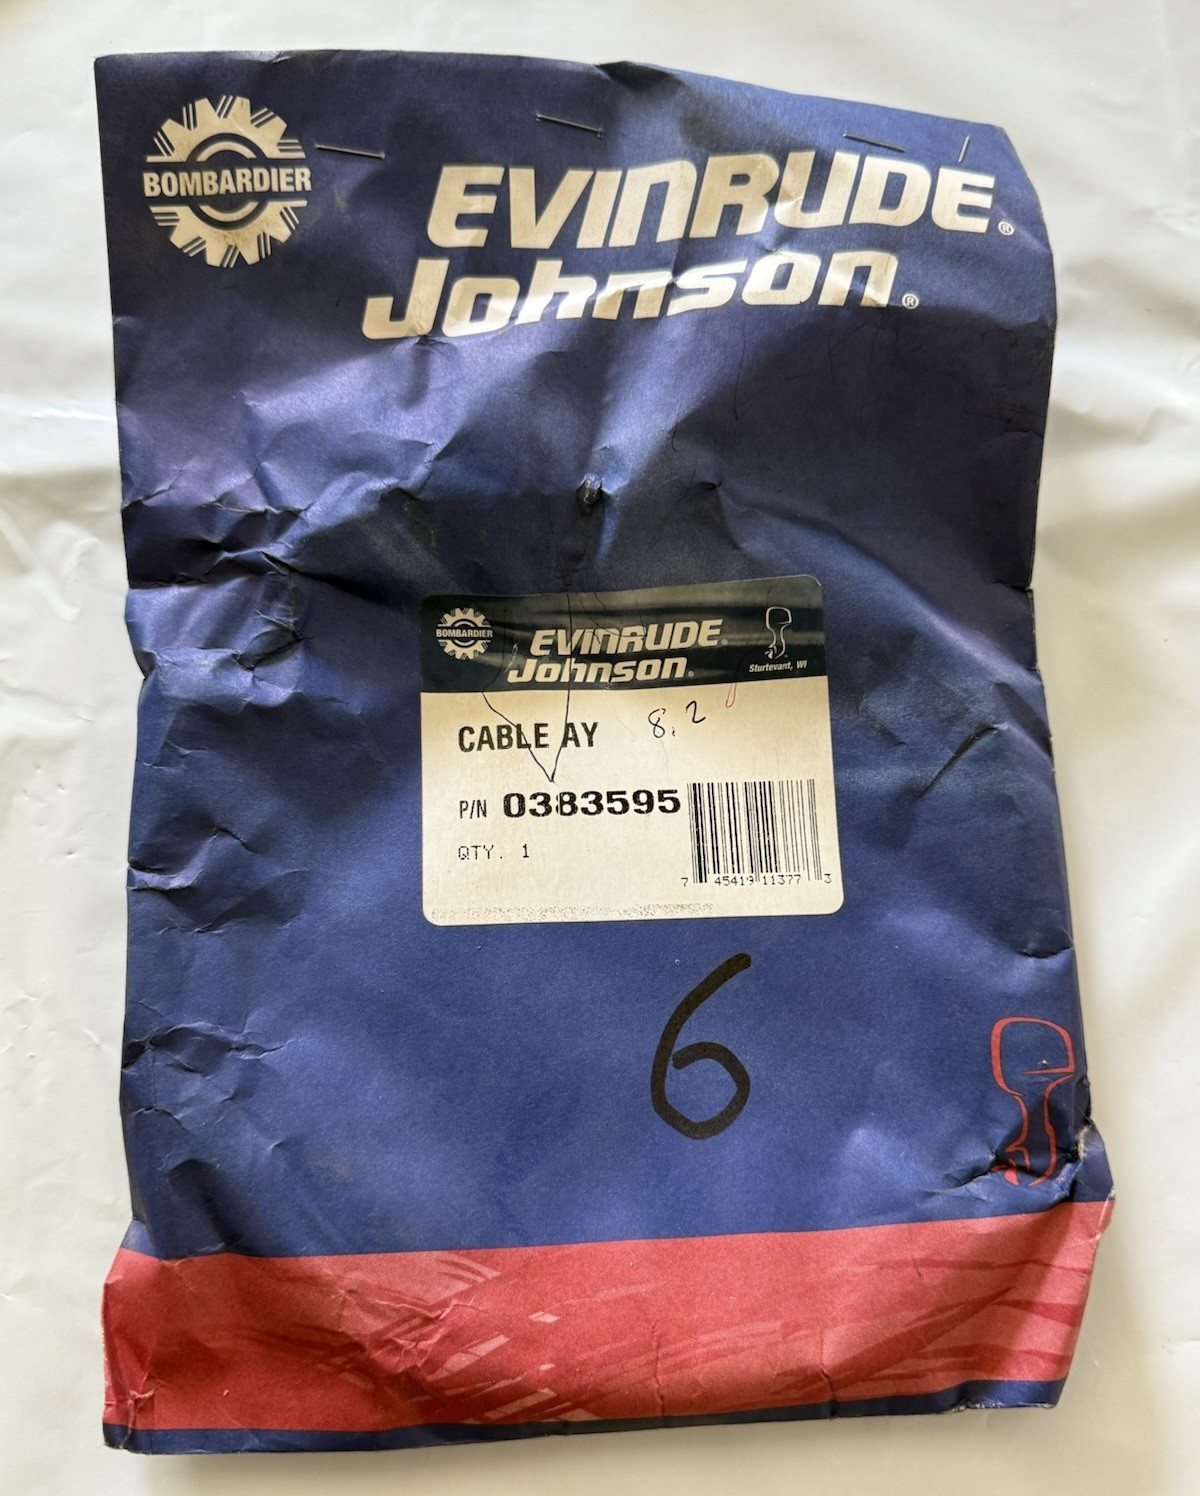 BOMBARDIER
EVINRUDE®
Johnson®
BOMBARDIER
EVINRUDE®
Johnson®
Sturtevant, WI
CABLE AY 8.2
P/N 0383595
QTY. 1
7 45419 11377 3
6